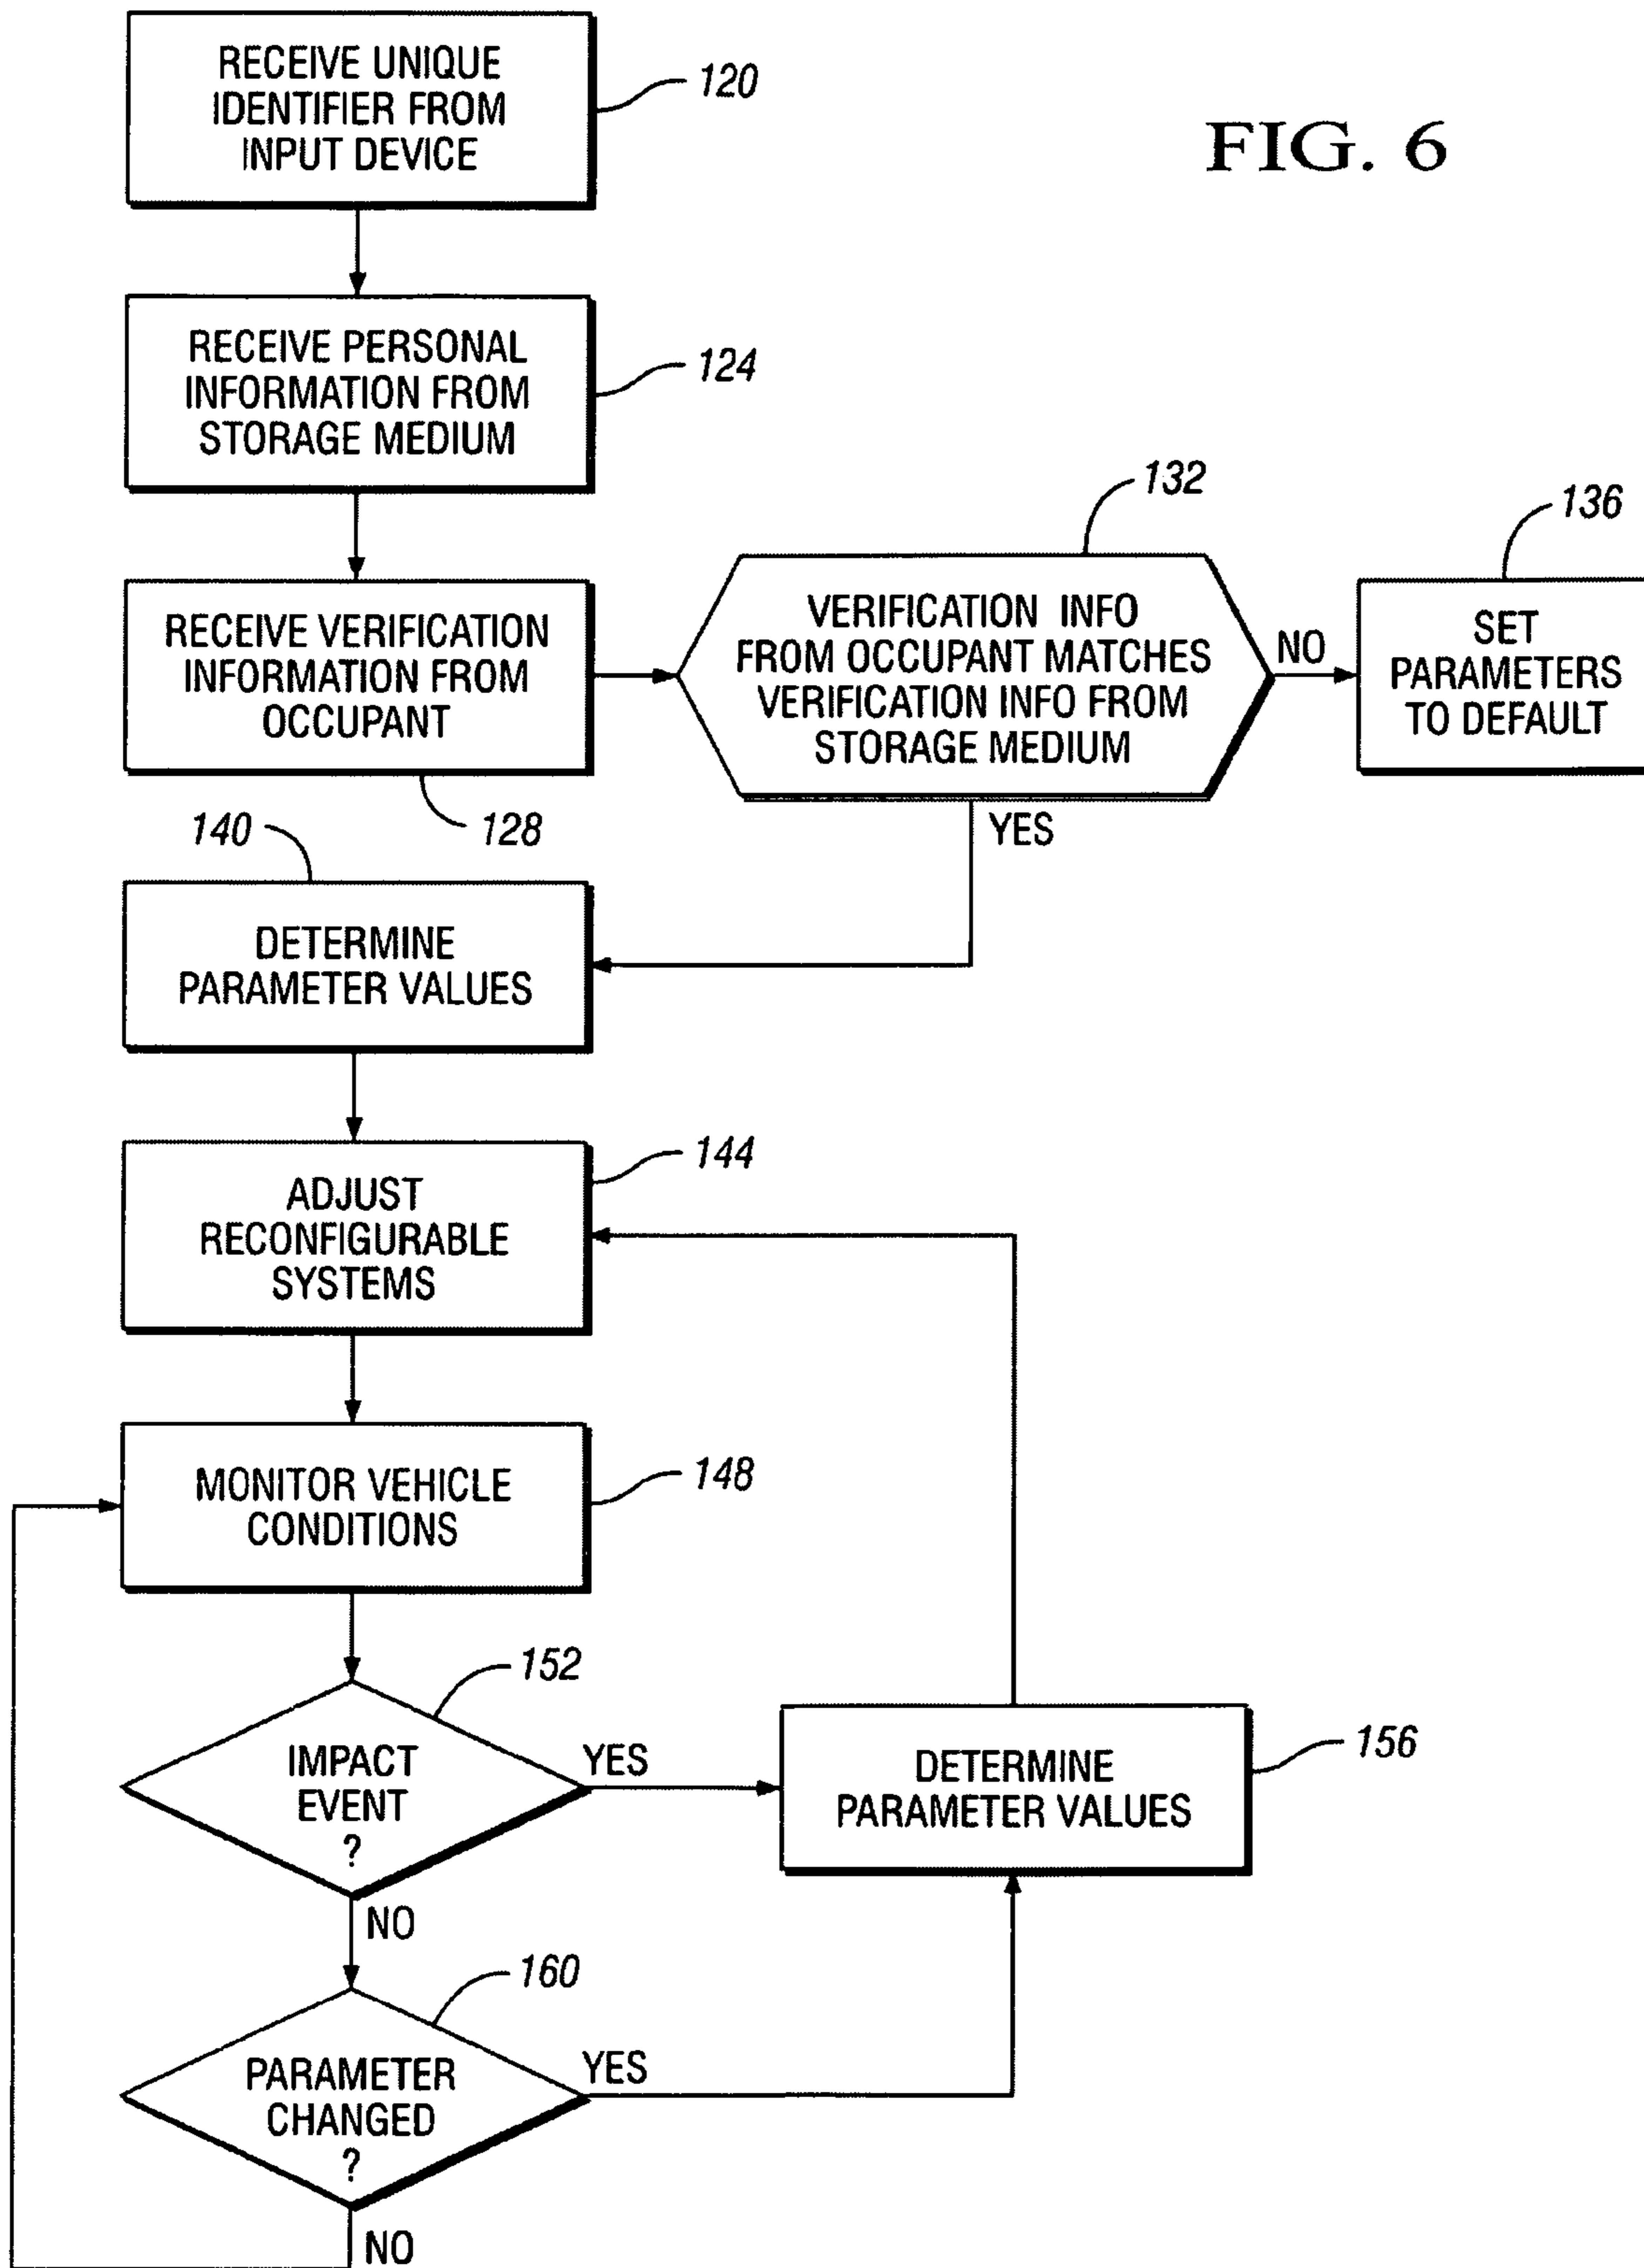 RECEIVE UNIQUE
IDENTIFIER FROM
INPUT DEVICE
120
FIG. 6
RECEIVE PERSONAL
INFORMATION FROM
STORAGE MEDIUM
124
RECEIVE VERIFICATION
INFORMATION FROM
OCCUPANT
128
132
VERIFICATION INFO
FROM OCCUPANT MATCHES
VERIFICATION INFO FROM
STORAGE MEDIUM
NO
YES
136
SET
PARAMETERS
TO DEFAULT
140
DETERMINE
PARAMETER VALUES
144
ADJUST
RECONFIGURABLE
SYSTEMS
148
MONITOR VEHICLE
CONDITIONS
152
IMPACT
EVENT
?
YES
NO
DETERMINE
PARAMETER VALUES
156
160
PARAMETER
CHANGED
?
YES
NO